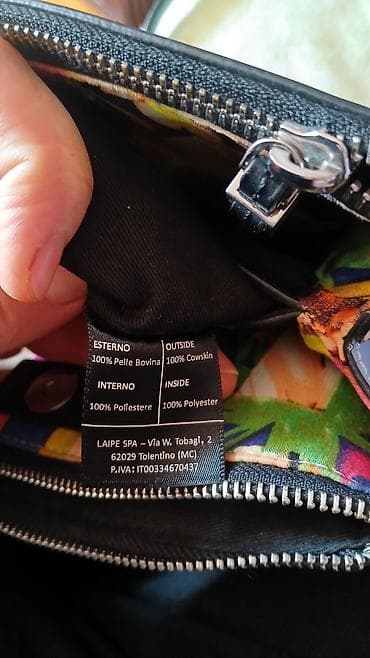 ESTERNO OUTSIDE
100% Pelle Bovina 100% Cowskin
INTERNO INSIDE
100% Poliestere 100% Polyester
LAIPE SPA – Via W. Tobagi, 2
62029 Tolentino (MC)
P.IVA: IT00334670437